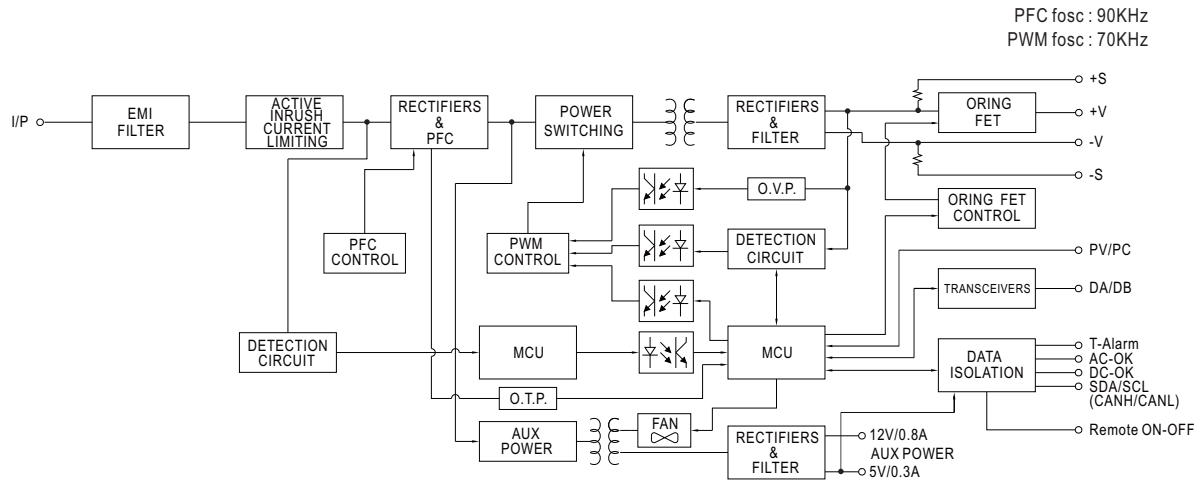 PFC fosc : 90KHz
PWM fosc : 70KHz
I/P
EMI
FILTER
ACTIVE
INRUSH
CURRENT
LIMITING
RECTIFIERS
&
PFC
POWER
SWITCHING
RECTIFIERS
&
FILTER
ORING
FET
+S
+V
-V
-S
O.V.P.
ORING FET
CONTROL
PFC
CONTROL
PWM
CONTROL
DETECTION
CIRCUIT
PV/PC
TRANSCEIVERS
DA/DB
DETECTION
CIRCUIT
MCU
MCU
DATA
ISOLATION
T-Alarm
AC-OK
DC-OK
SDA/SCL
(CANH/CANL)
O.T.P.
Remote ON-OFF
AUX
POWER
FAN
RECTIFIERS
&
FILTER
12V/0.8A
AUX POWER
5V/0.3A